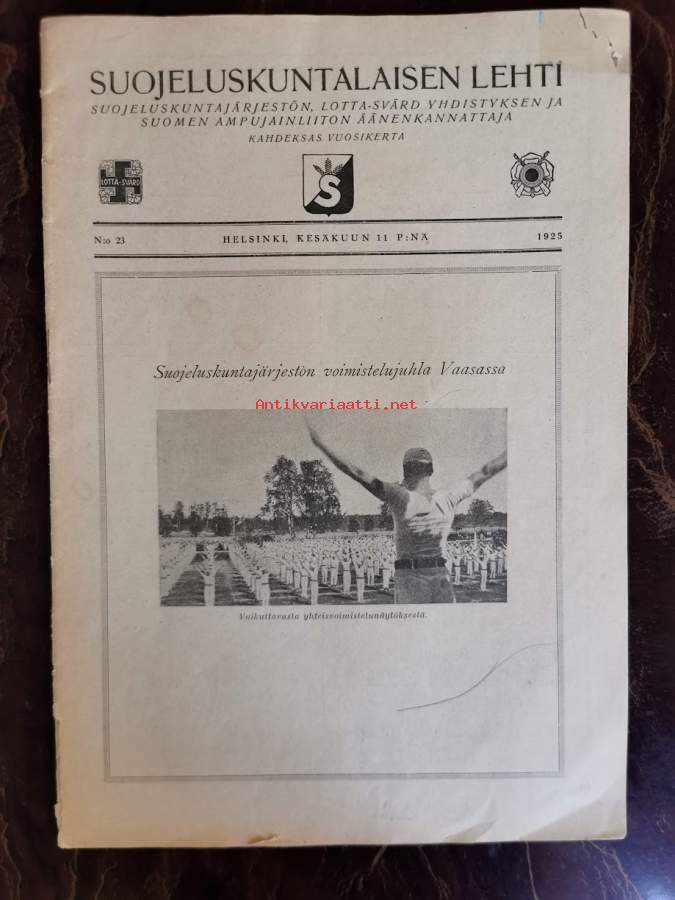 SUOJELUSKUNTALAISEN LEHTI
SUOJELUSKUNTAJÄRJESTÖN, LOTTA-SVÄRD YHDISTYKSEN JA
SUOMEN AMPUJAINLIITON ÄÄNENKANNATTAJA
KAHDEKSAS VUOSIKERTA
LOTTA-SVÄRD
S
N:o 23 HELSINKI, KESÄKUUN 11 P:NÄ 1925
Suojeluskuntajärjestön voimistelujuhla Vaasassa
Antikvariaatti.net
Vaikuttavasta yhteisvoimistelunäytöksestä.